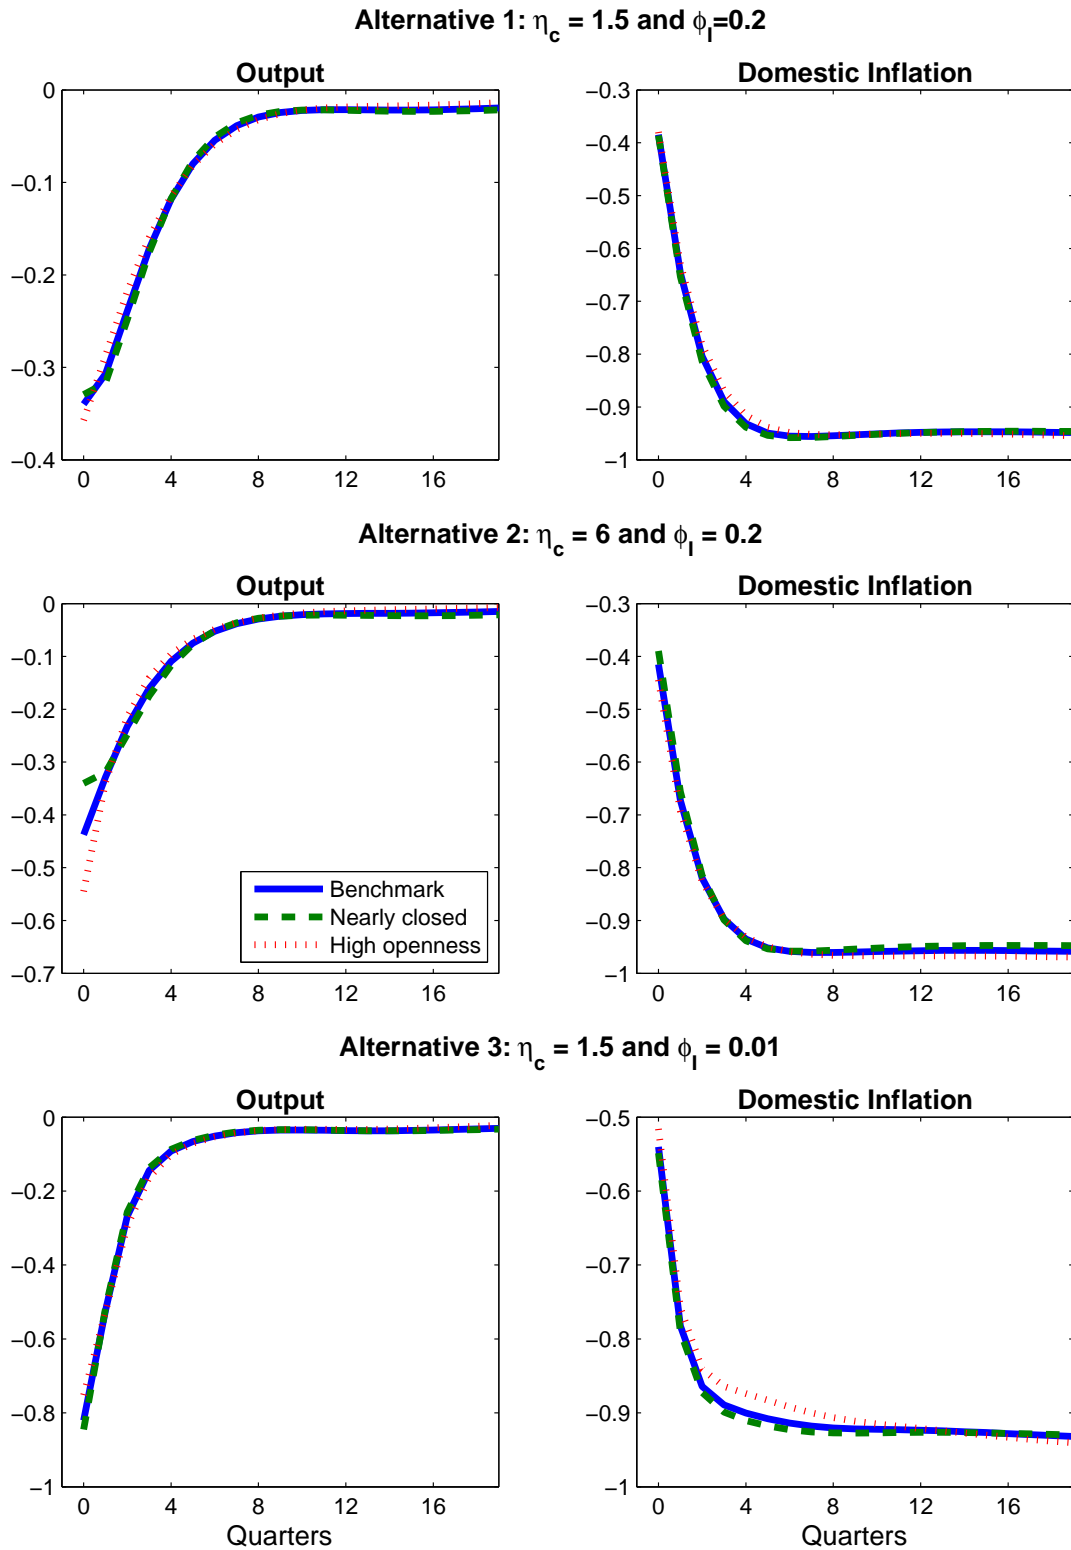 Alternative 1: η_c = 1.5 and ϕ_I=0.2
Output
Domestic Inflation
0
−0.1
−0.2
−0.3
−0.4
0 4 8 12 16
−0.3
−0.4
−0.5
−0.6
−0.7
−0.8
−0.9
−1
0 4 8 12 16
Alternative 2: η_c = 6 and ϕ_I = 0.2
Output
Domestic Inflation
0
−0.1
−0.2
−0.3
−0.4
−0.5
−0.6
−0.7
Benchmark
Nearly closed
High openness
0 4 8 12 16
−0.3
−0.4
−0.5
−0.6
−0.7
−0.8
−0.9
−1
0 4 8 12 16
Alternative 3: η_c = 1.5 and ϕ_I = 0.01
Output
Domestic Inflation
0
−0.2
−0.4
−0.6
−0.8
−1
0 4 8 12 16
Quarters
−0.5
−0.6
−0.7
−0.8
−0.9
−1
0 4 8 12 16
Quarters